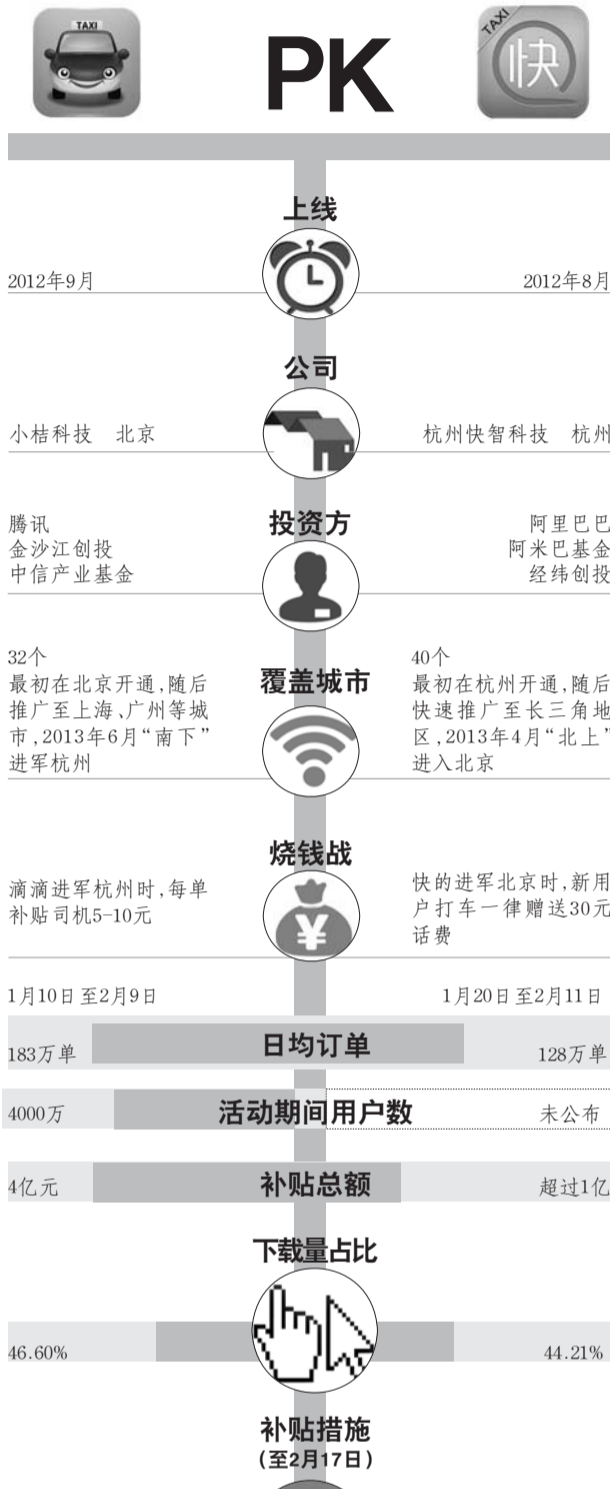 TAXI
PK
TAXI
快
上线
2012年9月
2012年8月
公司
小桔科技 北京
杭州快智科技 杭州
投资方
腾讯
金沙江创投
中信产业基金
阿里巴巴
阿米巴基金
经纬创投
覆盖城市
32个
最初在北京开通,随后
推广至上海、广州等城
市,2013年6月“南下”
进军杭州
40个
最初在杭州开通,随后
快速推广至长三角地
区,2013年4月“北上”
进入北京
烧钱战
¥
滴滴进军杭州时,每单
补贴司机5-10元
快的进军北京时,新用
户打车一律赠送30元
话费
1月10日至2月9日
1月20日至2月11日
日均订单
183万单
128万单
活动期间用户数
4000万
未公布
补贴总额
4亿元
超过1亿
下载量占比
46.60%
44.21%
补贴措施
(至2月17日)